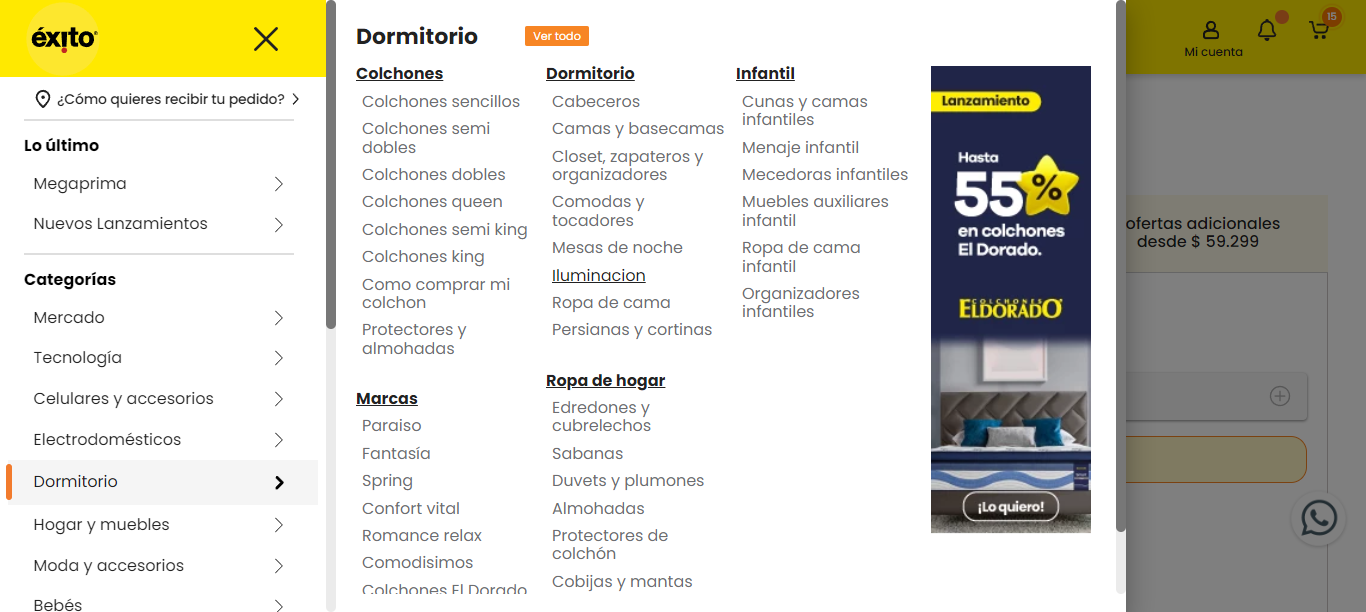 éxito
¿Cómo quieres recibir tu pedido?
Lo último
Megaprima
Nuevos Lanzamientos
Categorías
Mercado
Tecnología
Celulares y accesorios
Electrodomésticos
Dormitorio
Hogar y muebles
Moda y accesorios
Bebés
Dormitorio
Ver todo
Colchones
Colchones sencillos
Colchones semi
dobles
Colchones dobles
Colchones queen
Colchones semi king
Colchones king
Como comprar mi
colchon
Protectores y
almohadas
Marcas
Paraiso
Fantasía
Spring
Confort vital
Romance relax
Comodisimos
Colchones El Dorado
Dormitorio
Cabeceros
Camas y basecamas
Closet, zapateros y
organizadores
Comodas y
tocadores
Mesas de noche
Iluminacion
Ropa de cama
Persianas y cortinas
Ropa de hogar
Edredones y
cubrelechos
Sabanas
Duvets y plumones
Almohadas
Protectores de
colchón
Cobijas y mantas
Infantil
Cunas y camas
infantiles
Menaje infantil
Mecedoras infantiles
Muebles auxiliares
infantil
Ropa de cama
infantil
Organizadores
infantiles
Lanzamiento
Hasta
55%
en colchones
El Dorado.
COLCHONES
ELDORADO
¡Lo quiero!
Mi cuenta
15
ofertas adicionales
desde $ 59.299